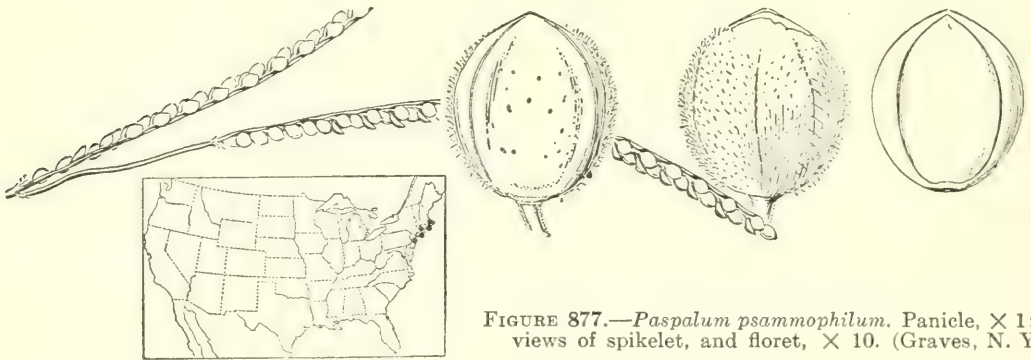 FIGURE 877.—Paspalum psammophilum. Panicle, × 1;
views of spikelet, and floret, × 10. (Graves, N. Y